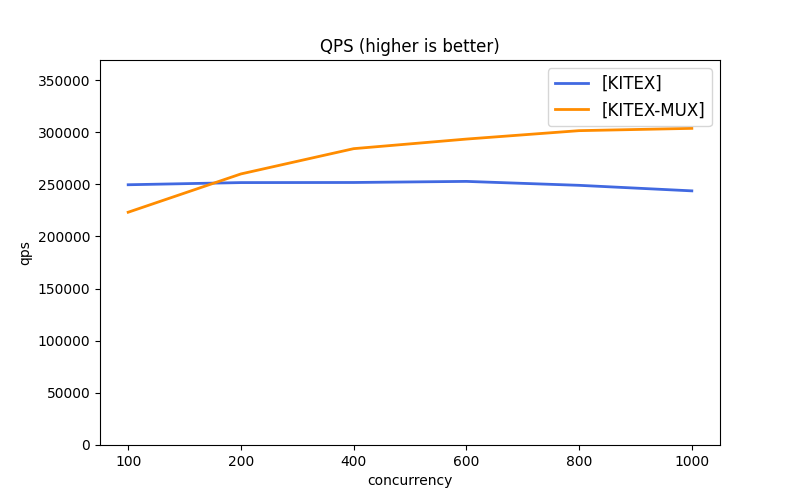 QPS (higher is better)
[KITEX]
[KITEX-MUX]
350000
300000
250000
200000
150000
100000
50000
0
qps
100 200 400 600 800 1000
concurrency